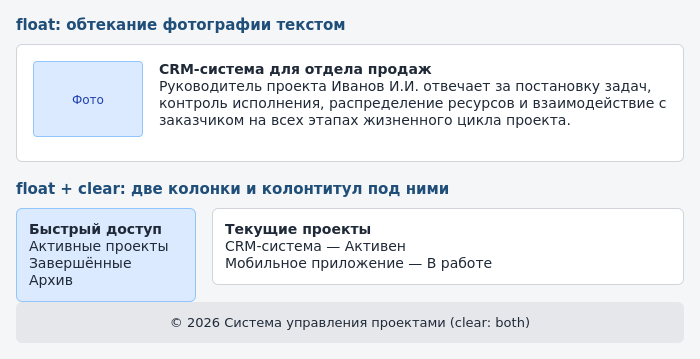 float: обтекание фотографии текстом
Фото
CRM-система для отдела продаж
Руководитель проекта Иванов И.И. отвечает за постановку задач,
контроль исполнения, распределение ресурсов и взаимодействие с
заказчиком на всех этапах жизненного цикла проекта.
float + clear: две колонки и колонтитул под ними
Быстрый доступ
Активные проекты
Завершённые
Архив
Текущие проекты
CRM-система — Активен
Мобильное приложение — В работе
© 2026 Система управления проектами (clear: both)